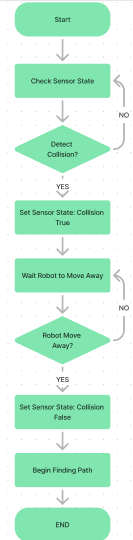 Start
Check Sensor State
NO
Detect
Collision?
YES
Set Sensor State: Collision
True
Wait Robot to Move Away
NO
Robot Move
Away?
YES
Set Sensor State: Collision
False
Begin Finding Path
END